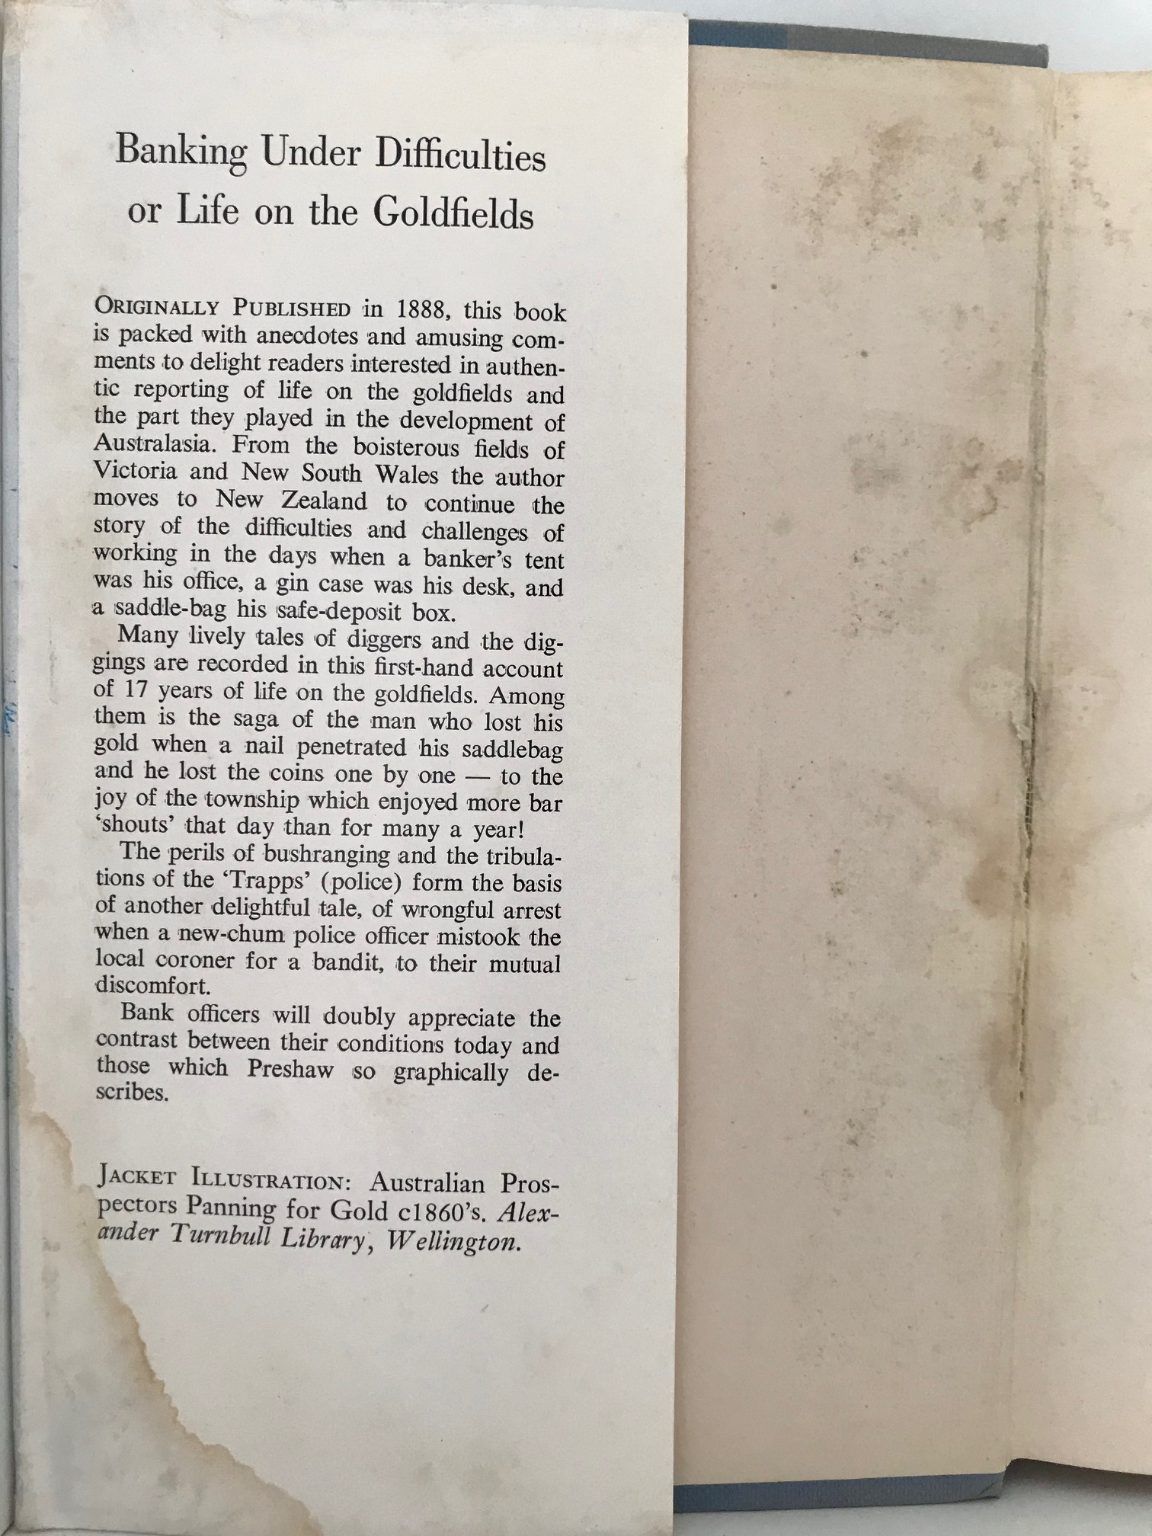 Banking Under Difficulties
or Life on the Goldfields
ORIGINALLY PUBLISHED in 1888, this book
is packed with anecdotes and amusing com-
ments to delight readers interested in authen-
tic reporting of life on the goldfields and
the part they played in the development of
Australasia. From the boisterous fields of
Victoria and New South Wales the author
moves to New Zealand to continue the
story of the difficulties and challenges of
working in the days when a banker's tent
was his office, a gin case was his desk, and
a saddle-bag his safe-deposit box.
Many lively tales of diggers and the dig-
gings are recorded in this first-hand account
of 17 years of life on the goldfields. Among
them is the saga of the man who lost his
gold when a nail penetrated his saddlebag
and he lost the coins one by one — to the
joy of the township which enjoyed more bar
‘shouts’ that day than for many a year!
The perils of bushranging and the tribula-
tions of the ‘Trapps’ (police) form the basis
of another delightful tale, of wrongful arrest
when a new-chum police officer mistook the
local coroner for a bandit, to their mutual
discomfort.
Bank officers will doubly appreciate the
contrast between their conditions today and
those which Preshaw so graphically de-
scribes.
JACKET ILLUSTRATION: Australian Pros-
pectors Panning for Gold c1860's. Alex-
ander Turnbull Library, Wellington.